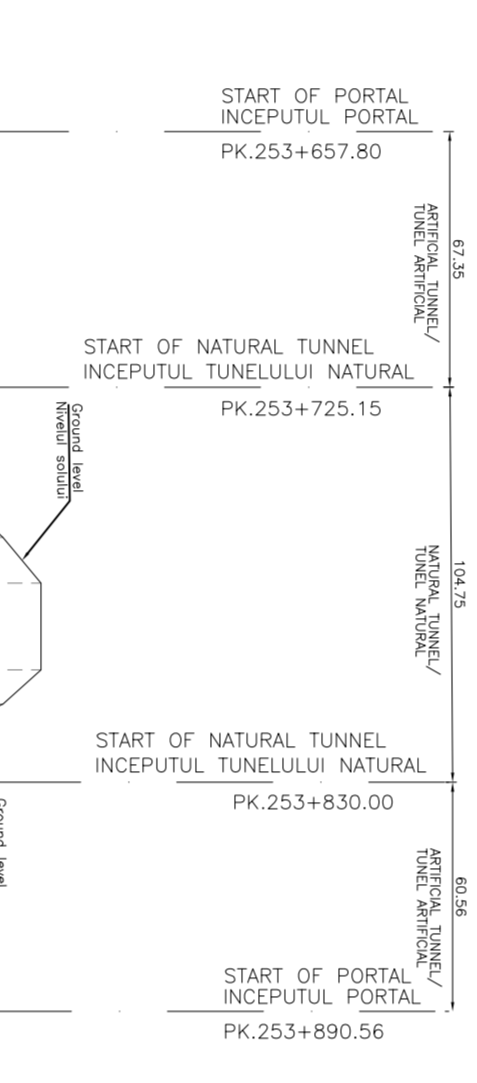 START OF PORTAL
INCEPUTUL PORTAL
PK.253+657.80
ARTIFICIAL TUNNEL/
TUNEL ARTIFICIAL
67.35
START OF NATURAL TUNNEL
INCEPUTUL TUNELULUI NATURAL
PK.253+725.15
Ground level
Nivelul solului
NATURAL TUNNEL/
TUNEL NATURAL
104.75
START OF NATURAL TUNNEL
INCEPUTUL TUNELULUI NATURAL
PK.253+830.00
Ground level
ARTIFICIAL TUNNEL/
TUNEL ARTIFICIAL
60.56
START OF PORTAL
INCEPUTUL PORTAL
PK.253+890.56